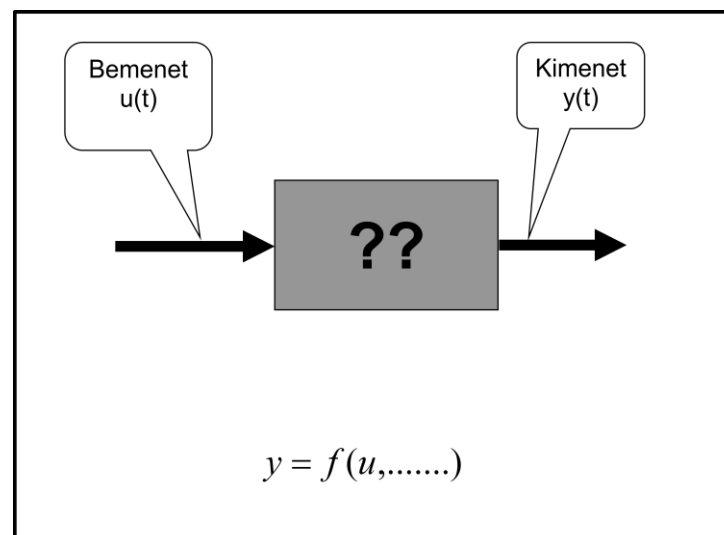 Bemenet
u(t)
Kimenet
y(t)
??
y = f(u,.......)